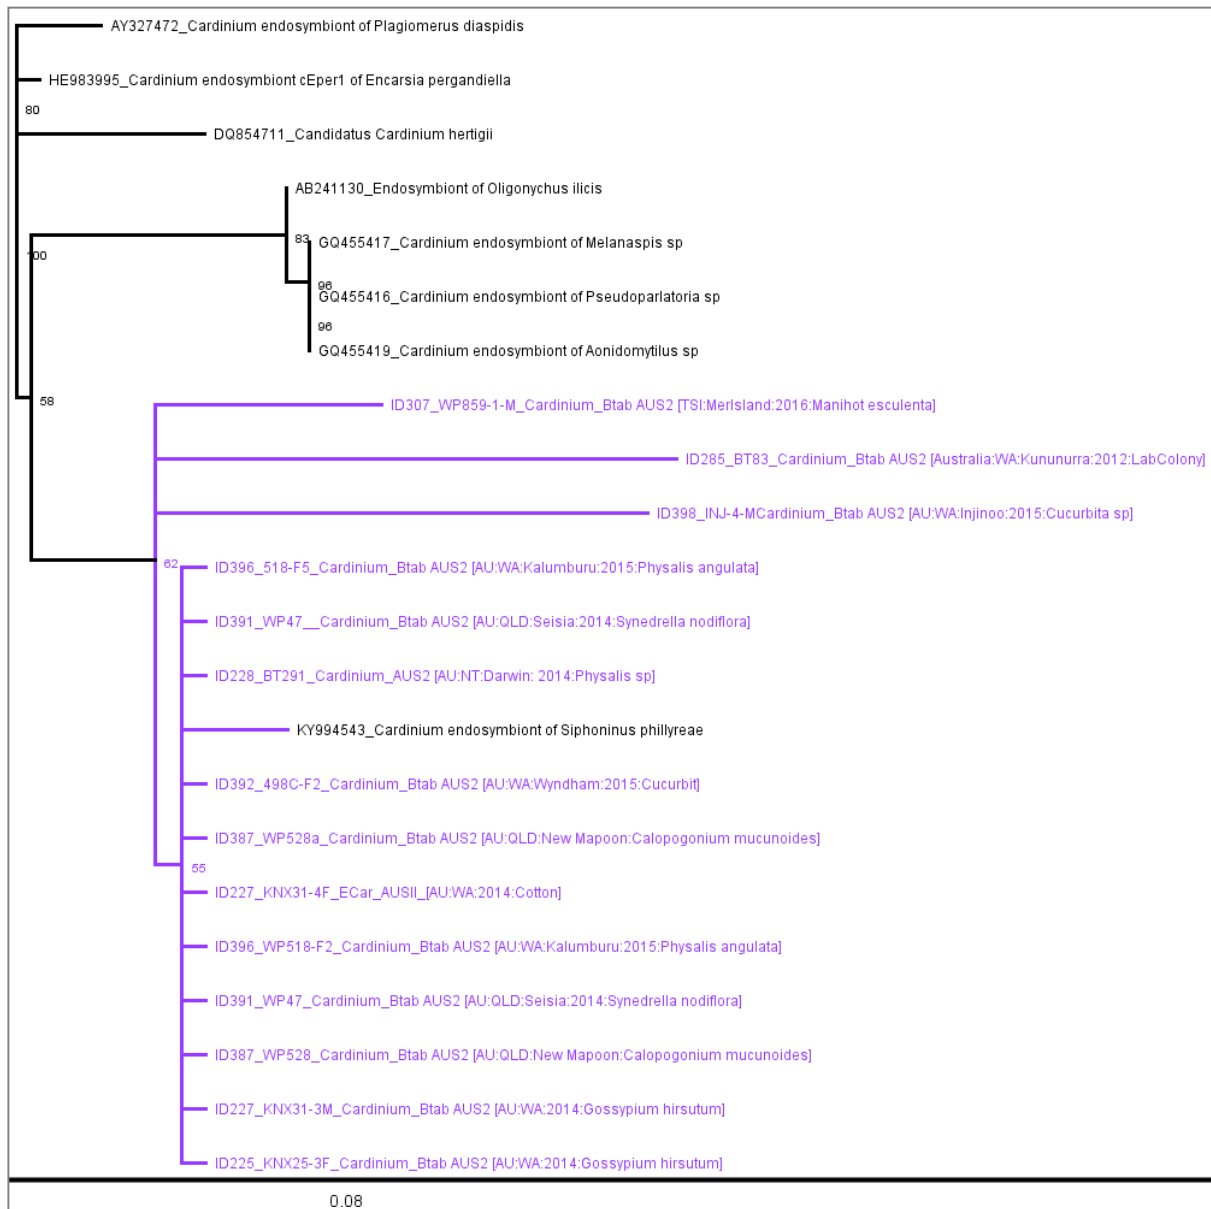 AY327472_Cardinium endosymbiont of Plagiomerus diaspidis
HE983995_Cardinium endosymbiont cEper1 of Encarsia pergandiella
80
DQ854711_Candidatus Cardinium hertigii
AB241130_Endosymbiont of Oligonychus ilicis
83
GQ455417_Cardinium endosymbiont of Melanaspis sp
100
96
GQ455416_Cardinium endosymbiont of Pseudoparlatoria sp
96
GQ455419_Cardinium endosymbiont of Aonidomytilus sp
58
ID307_WP859-1-M_Cardinium_Btab AUS2 [TSI:MerIsland:2016:Manihot esculenta]
ID285_BT83_Cardinium_Btab AUS2 [Australia:WA:Kununurra:2012:LabColony]
ID398_INJ-4-MCardinium_Btab AUS2 [AU:WA:Injinoo:2015:Cucurbita sp]
62
ID396_518-F5_Cardinium_Btab AUS2 [AU:WA:Kalumburu:2015:Physalis angulata]
ID391_WP47__Cardinium_Btab AUS2 [AU:QLD:Seisia:2014:Synedrella nodiflora]
ID228_BT291_Cardinium_AUS2 [AU:NT:Darwin: 2014:Physalis sp]
KY994543_Cardinium endosymbiont of Siphoninus phillyreae
ID392_498C-F2_Cardinium_Btab AUS2 [AU:WA:Wyndham:2015:Cucurbit]
ID387_WP528a_Cardinium_Btab AUS2 [AU:QLD:New Mapoon:Calopogonium mucunoides]
55
ID227_KNX31-4F_ECar_AUSII_[AU:WA:2014:Cotton]
ID396_WP518-F2_Cardinium_Btab AUS2 [AU:WA:Kalumburu:2015:Physalis angulata]
ID391_WP47_Cardinium_Btab AUS2 [AU:QLD:Seisia:2014:Synedrella nodiflora]
ID387_WP528_Cardinium_Btab AUS2 [AU:QLD:New Mapoon:Calopogonium mucunoides]
ID227_KNX31-3M_Cardinium_Btab AUS2 [AU:WA:2014:Gossypium hirsutum]
ID225_KNX25-3F_Cardinium_Btab AUS2 [AU:WA:2014:Gossypium hirsutum]
0.08